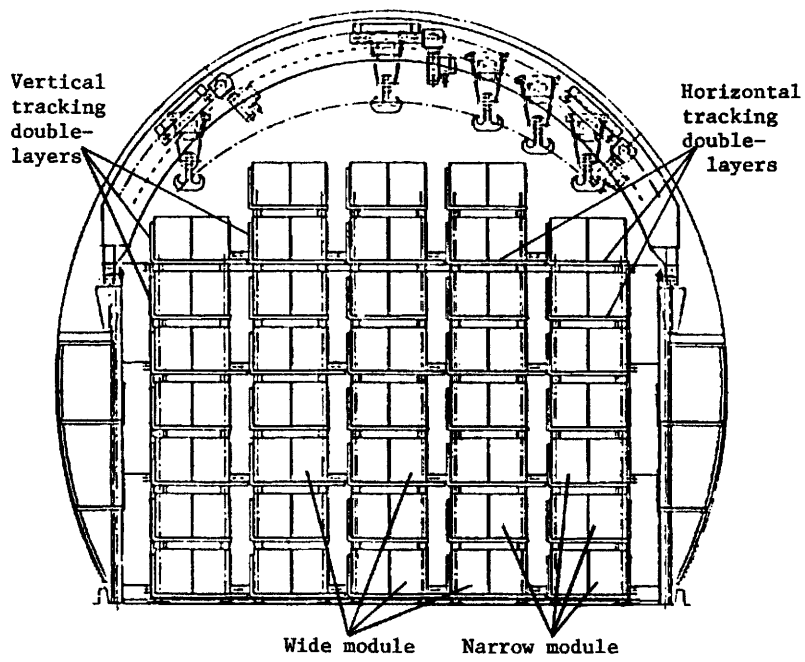 Vertical
tracking
double-
layers
Horizontal
tracking
double-
layers
Wide module
Narrow module